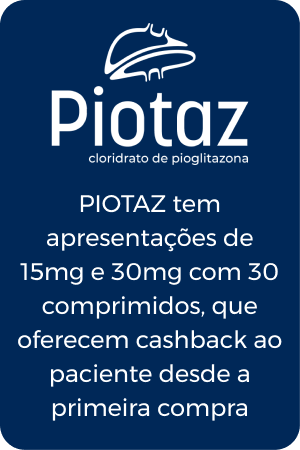 Piotaz
cloridrato de pioglitazona
PIOTAZ tem
apresentações de
15mg e 30mg com 30
comprimidos, que
oferecem cashback ao
paciente desde a
primeira compra